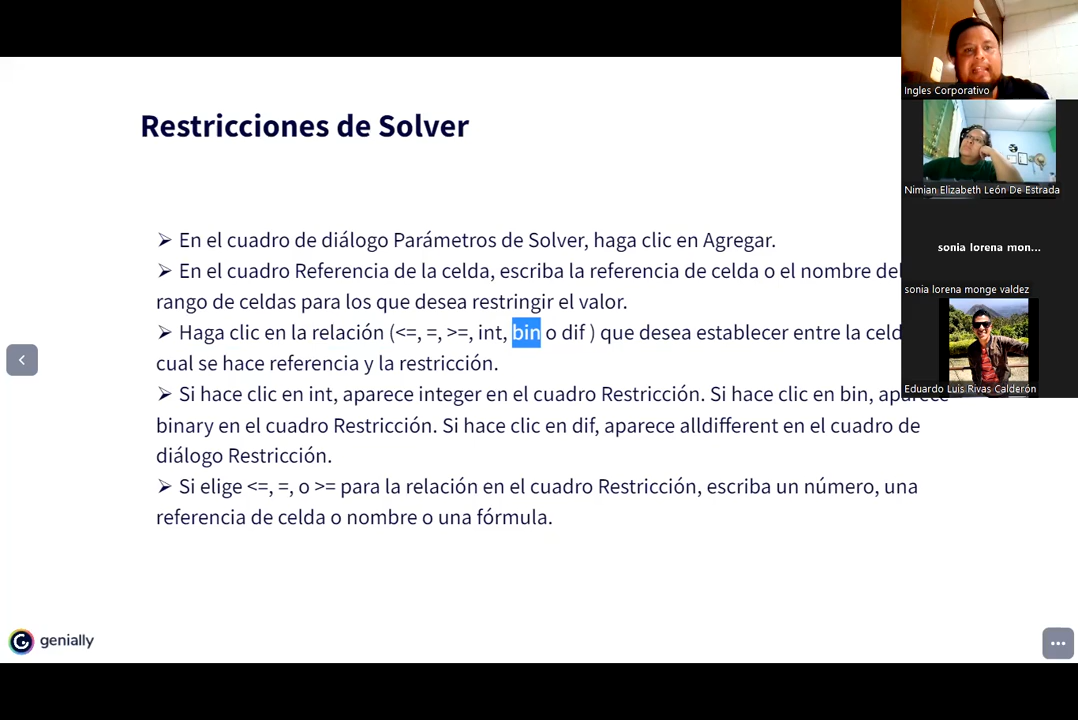 Restricciones de Solver
➢ En el cuadro de diálogo Parámetros de Solver, haga clic en Agregar.
➢ En el cuadro Referencia de la celda, escriba la referencia de celda o el nombre del
rango de celdas para los que desea restringir el valor.
➢ Haga clic en la relación (<=, =, >=, int, bin o dif ) que desea establecer entre la celd
cual se hace referencia y la restricción.
➢ Si hace clic en int, aparece integer en el cuadro Restricción. Si hace clic en bin, aparece
binary en el cuadro Restricción. Si hace clic en dif, aparece alldifferent en el cuadro de
diálogo Restricción.
➢ Si elige <=, =, o >= para la relación en el cuadro Restricción, escriba un número, una
referencia de celda o nombre o una fórmula.
genially
Ingles Corporativo
Nimian Elizabeth León De Estrada
sonia lorena mon...
sonia lorena monge valdez
Eduardo Luis Rivas Calderón